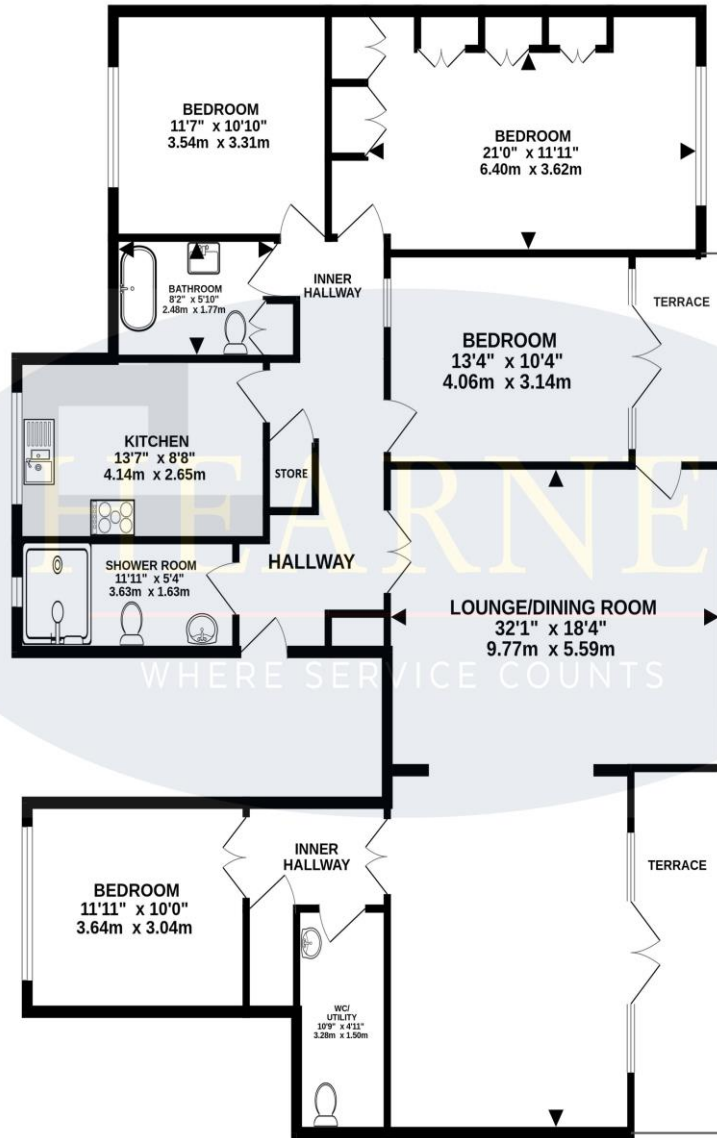 BEDROOM
11'7" x 10'10"
3.54m x 3.31m
BEDROOM
21'0" x 11'11"
6.40m x 3.62m
BATHROOM
8'2" x 5'10"
2.48m x 1.77m
INNER
HALLWAY
BEDROOM
13'4" x 10'4"
4.06m x 3.14m
TERRACE
KITCHEN
13'7" x 8'8"
4.14m x 2.65m
STORE
HEARNE
SHOWER ROOM
11'11" x 5'4"
3.63m x 1.63m
HALLWAY
LOUNGE/DINING ROOM
32'1" x 18'4"
9.77m x 5.59m
WHERE SERVICE COUNTS
BEDROOM
11'11" x 10'0"
3.64m x 3.04m
INNER
HALLWAY
TERRACE
WC/
UTILITY
10'9" x 4'11"
3.28m x 1.50m